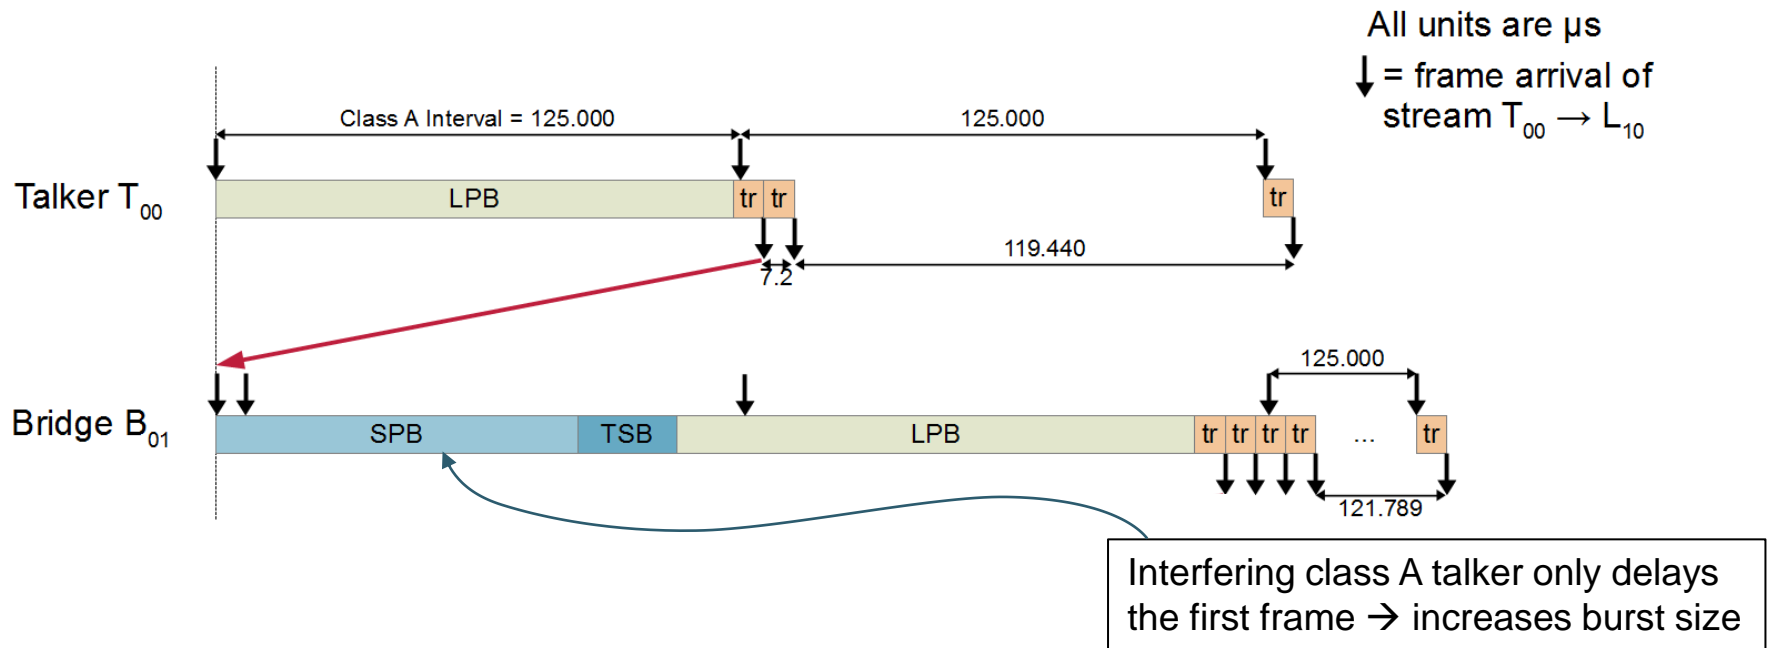 All units are µs
= frame arrival of
stream T00 → L10
Class A Interval = 125.000
125.000
Talker T00
LPB
tr
tr
tr
119.440
7.2
125.000
Bridge B01
SPB
TSB
LPB
tr
tr
tr
tr
...
tr
121.789
Interfering class A talker only delays
the first frame → increases burst size